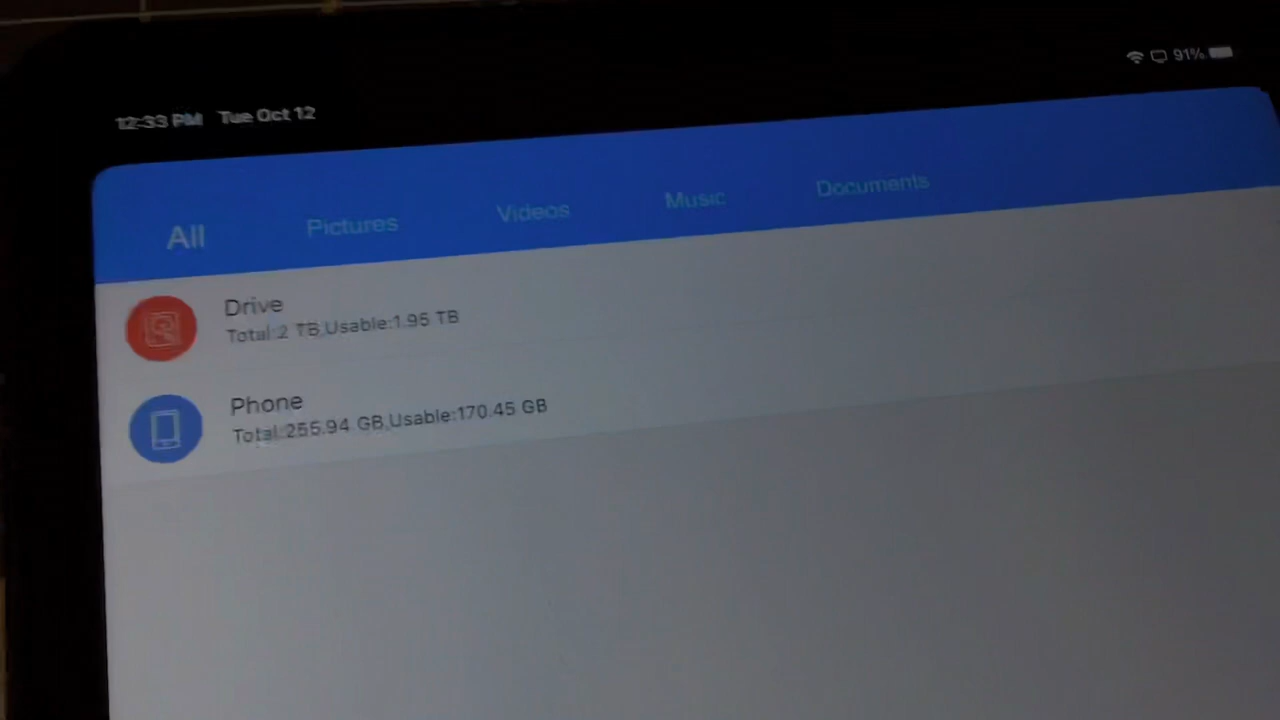 12:33 PM Tue Oct 12
91%
All Pictures Videos Music Documents
Drive
Total:2 TB,Usable:1.95 TB
Phone
Total:255.94 GB,Usable:170.45 GB